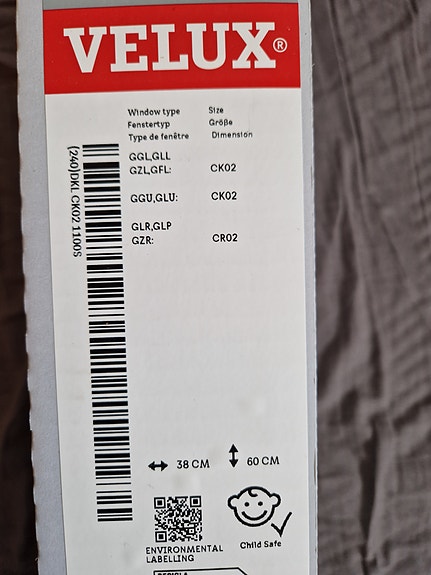 VELUX®
Window type Size
Fenstertyp Größe
Type de fenêtre Dimension
GGL,GLL
GZL,GFL: CK02
GGU,GLU: CK02
GLR,GLP
GZR: CR02
(240)DKL CK02 1100S
38 CM 60 CM
ENVIRONMENTAL
LABELLING
Child Safe